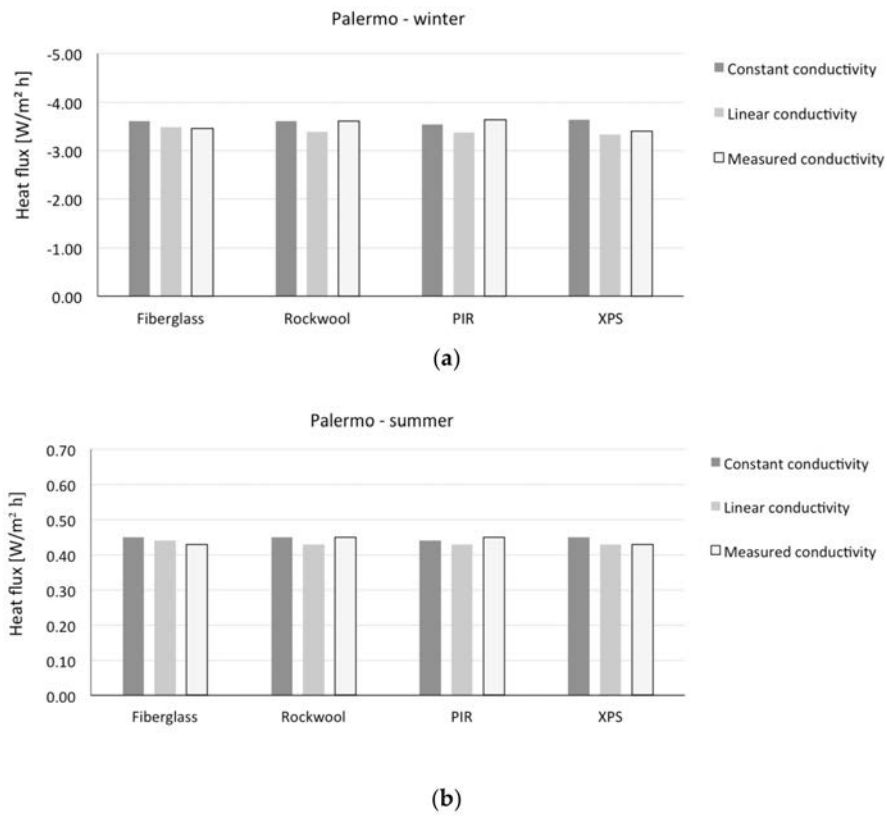 Palermo - winter
-5.00
-4.00
-3.00
-2.00
-1.00
0.00
Heat flux [W/m² h]
Fiberglass Rockwool PIR XPS
Constant conductivity
Linear conductivity
Measured conductivity
(a)
Palermo - summer
0.70
0.60
0.50
0.40
0.30
0.20
0.10
0.00
Heat flux [W/m² h]
Fiberglass Rockwool PIR XPS
Constant conductivity
Linear conductivity
Measured conductivity
(b)